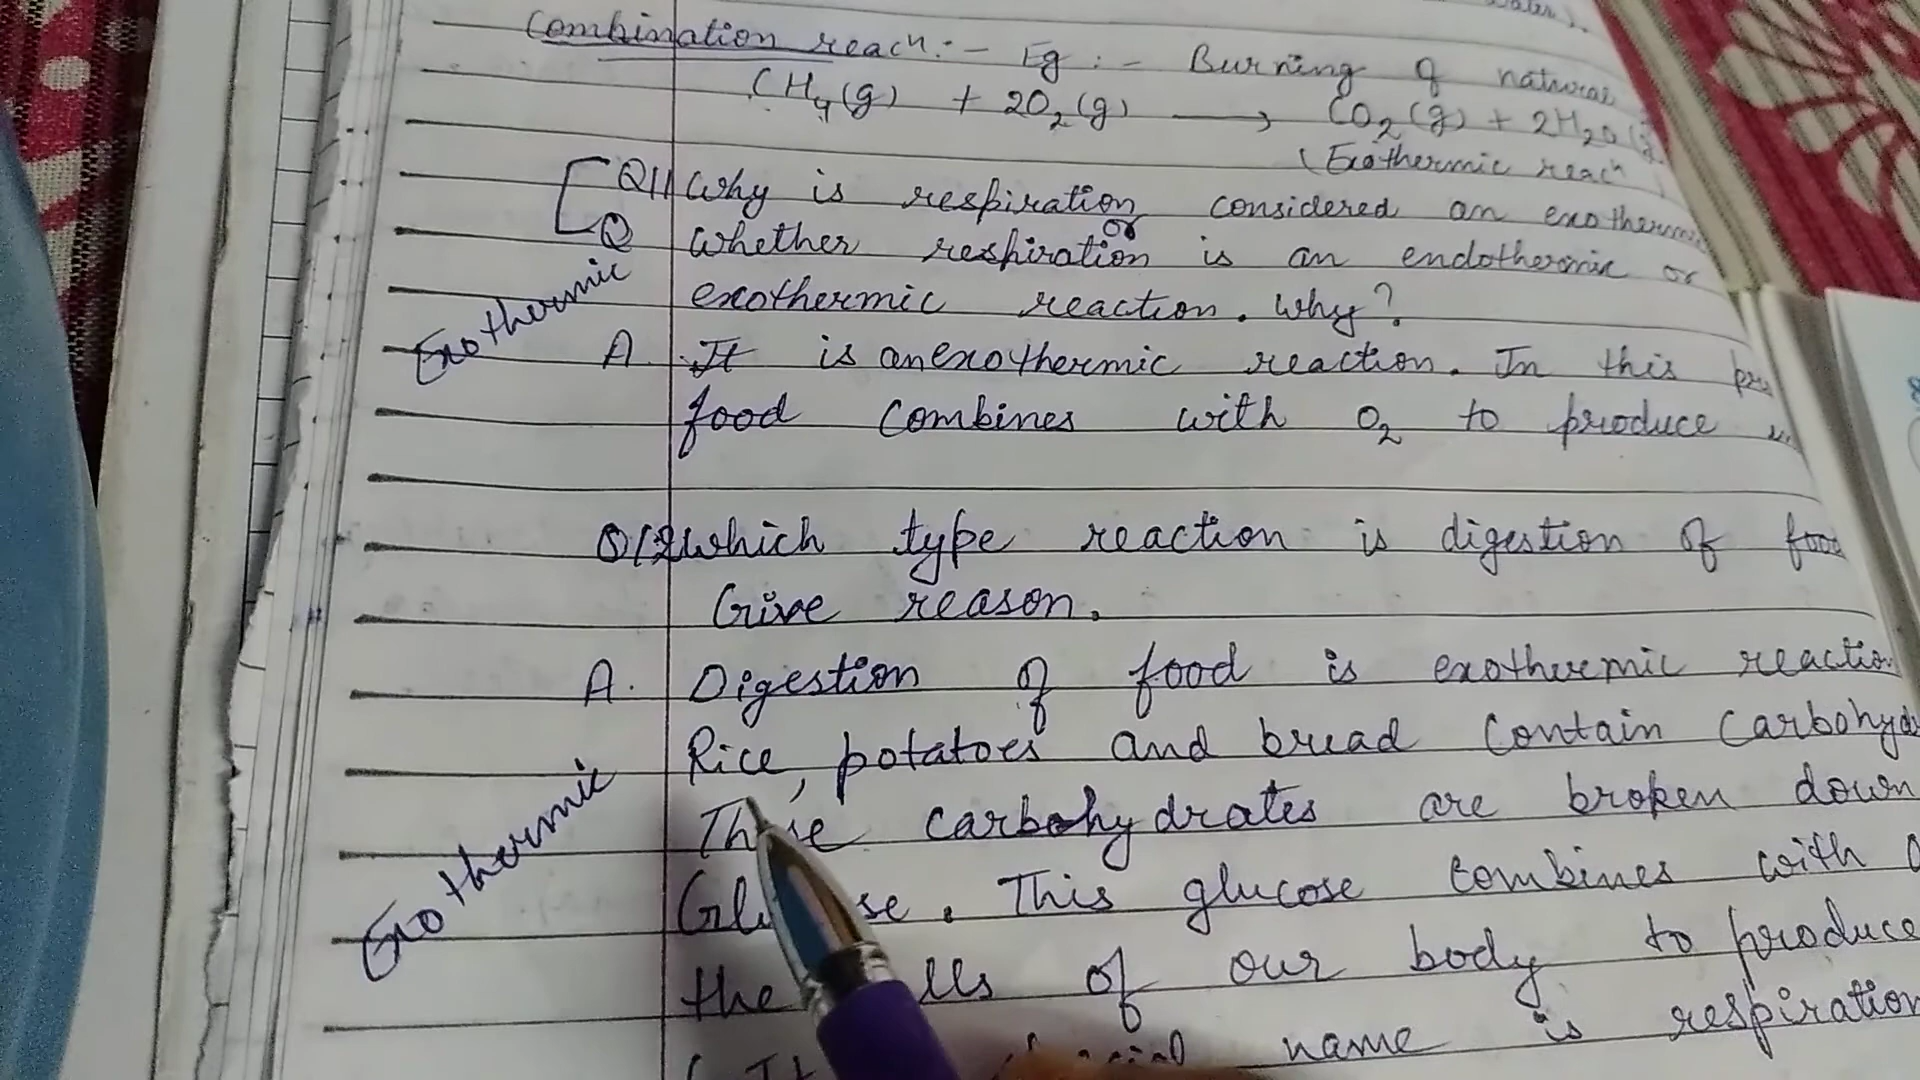 Water).
Combination reacn:- Eg:- Burning of natural
CH4(g) + 2O2(g) → CO2(g) + 2H2O(g)
(Exothermic reacn
Q11 Why is respiration considered an exothermic
or
Q Whether respiration is an endothermic or
exothermic reaction. Why?
Exothermic
A. It is an exothermic reaction. In this
food combines with O2 to produce
Q12 which type reaction is digestion of food
Give reason.
A. Digestion of food is exothermic reaction
Rice, potatoes and bread contain carbohyd
These carbohydrates are broken down
Exothermic
Glucose. This glucose combines with O
the cells of our body to produce
name is respiration